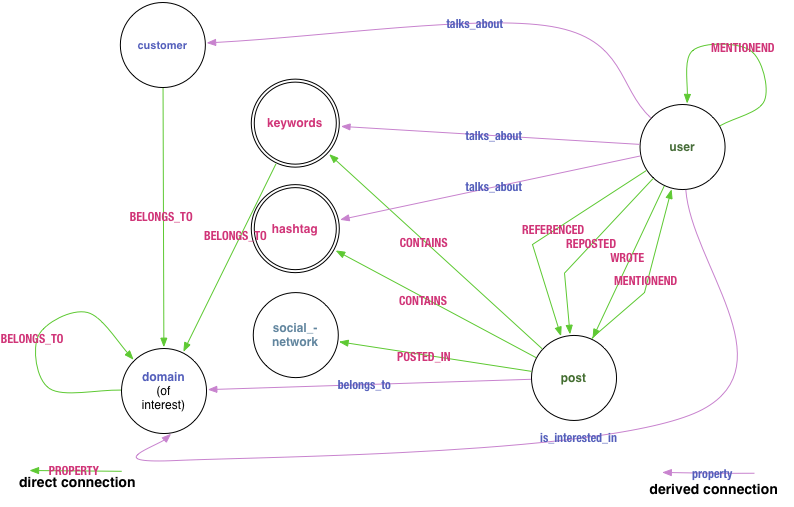 customer
talks_about
MENTIONEND
keywords
talks_about
user
talks_about
BELONGS_TO
BELONGS_TO
hashtag
CONTAINS
REFERENCED
REPOSTED
WROTE
MENTIONEND
CONTAINS
social_-
network
BELONGS_TO
POSTED_IN
domain
(of
interest)
belongs_to
post
is_interested_in
PROPERTY
direct connection
property
derived connection